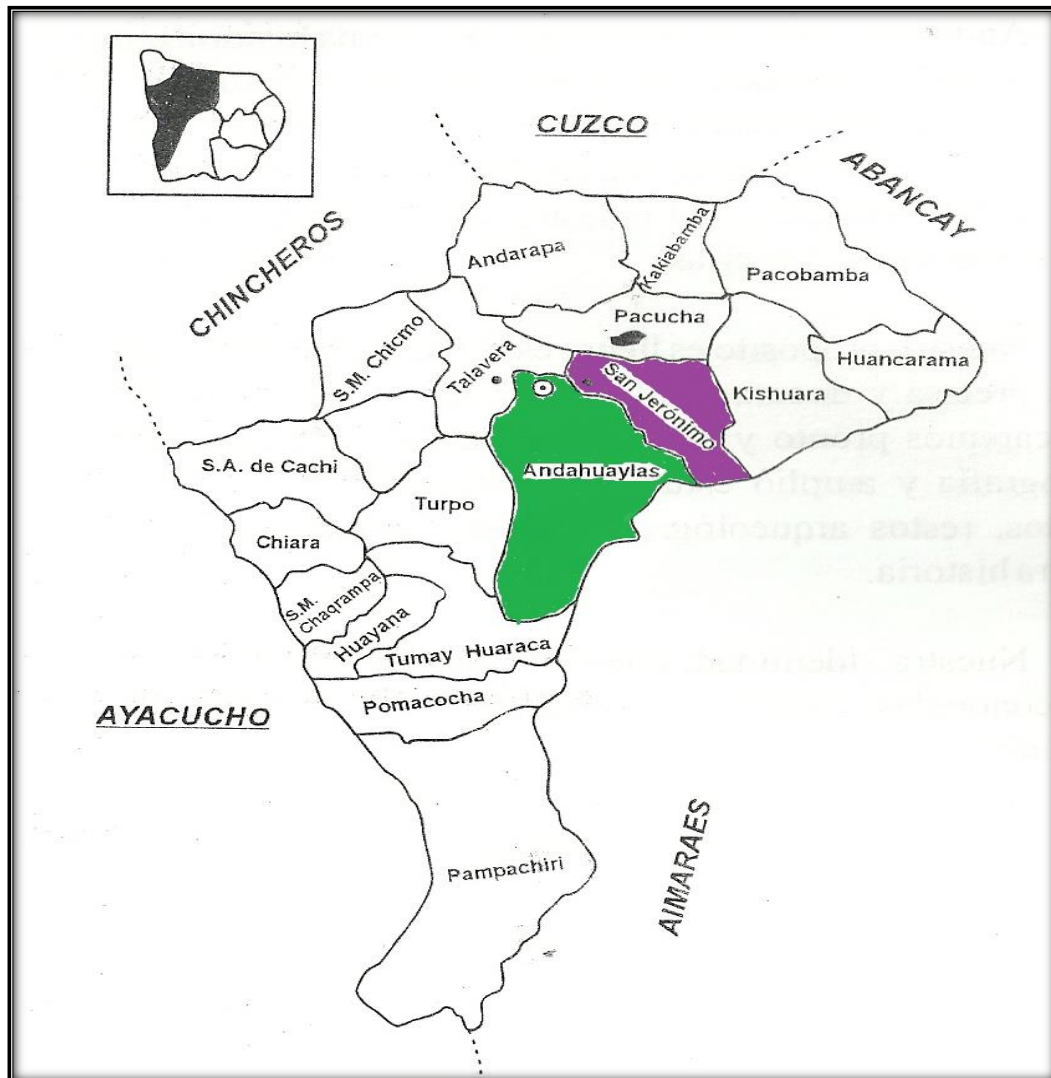 CUZCO
ABANCAY
CHINCHEROS
Andarapa
Kakiabamba
Pacobamba
Pacucha
S.M. Chicmo
Talavera
San Jerónimo
Huancarama
Kishuara
S.A. de Cachi
Andahuaylas
Turpo
Chiara
S.M.
Chaqrampa
Huayana
Tumay Huaraca
Pomacocha
AYACUCHO
AIMARAES
Pampachiri